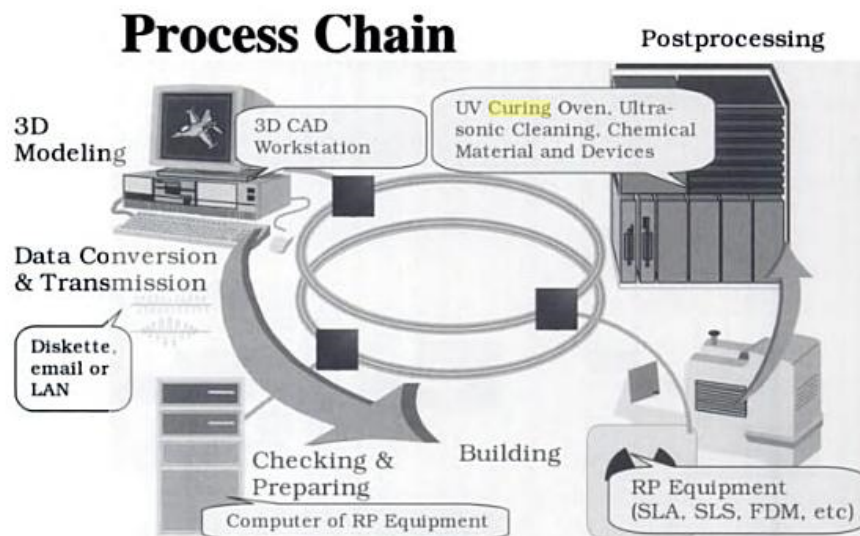 Process Chain
Postprocessing
3D
Modeling
3D CAD
Workstation
UV Curing Oven, Ultra-
sonic Cleaning, Chemical
Material and Devices
Data Conversion
& Transmission
Diskette,
email or
LAN
Checking &
Preparing
Building
Computer of RP Equipment
RP Equipment
(SLA, SLS, FDM, etc)